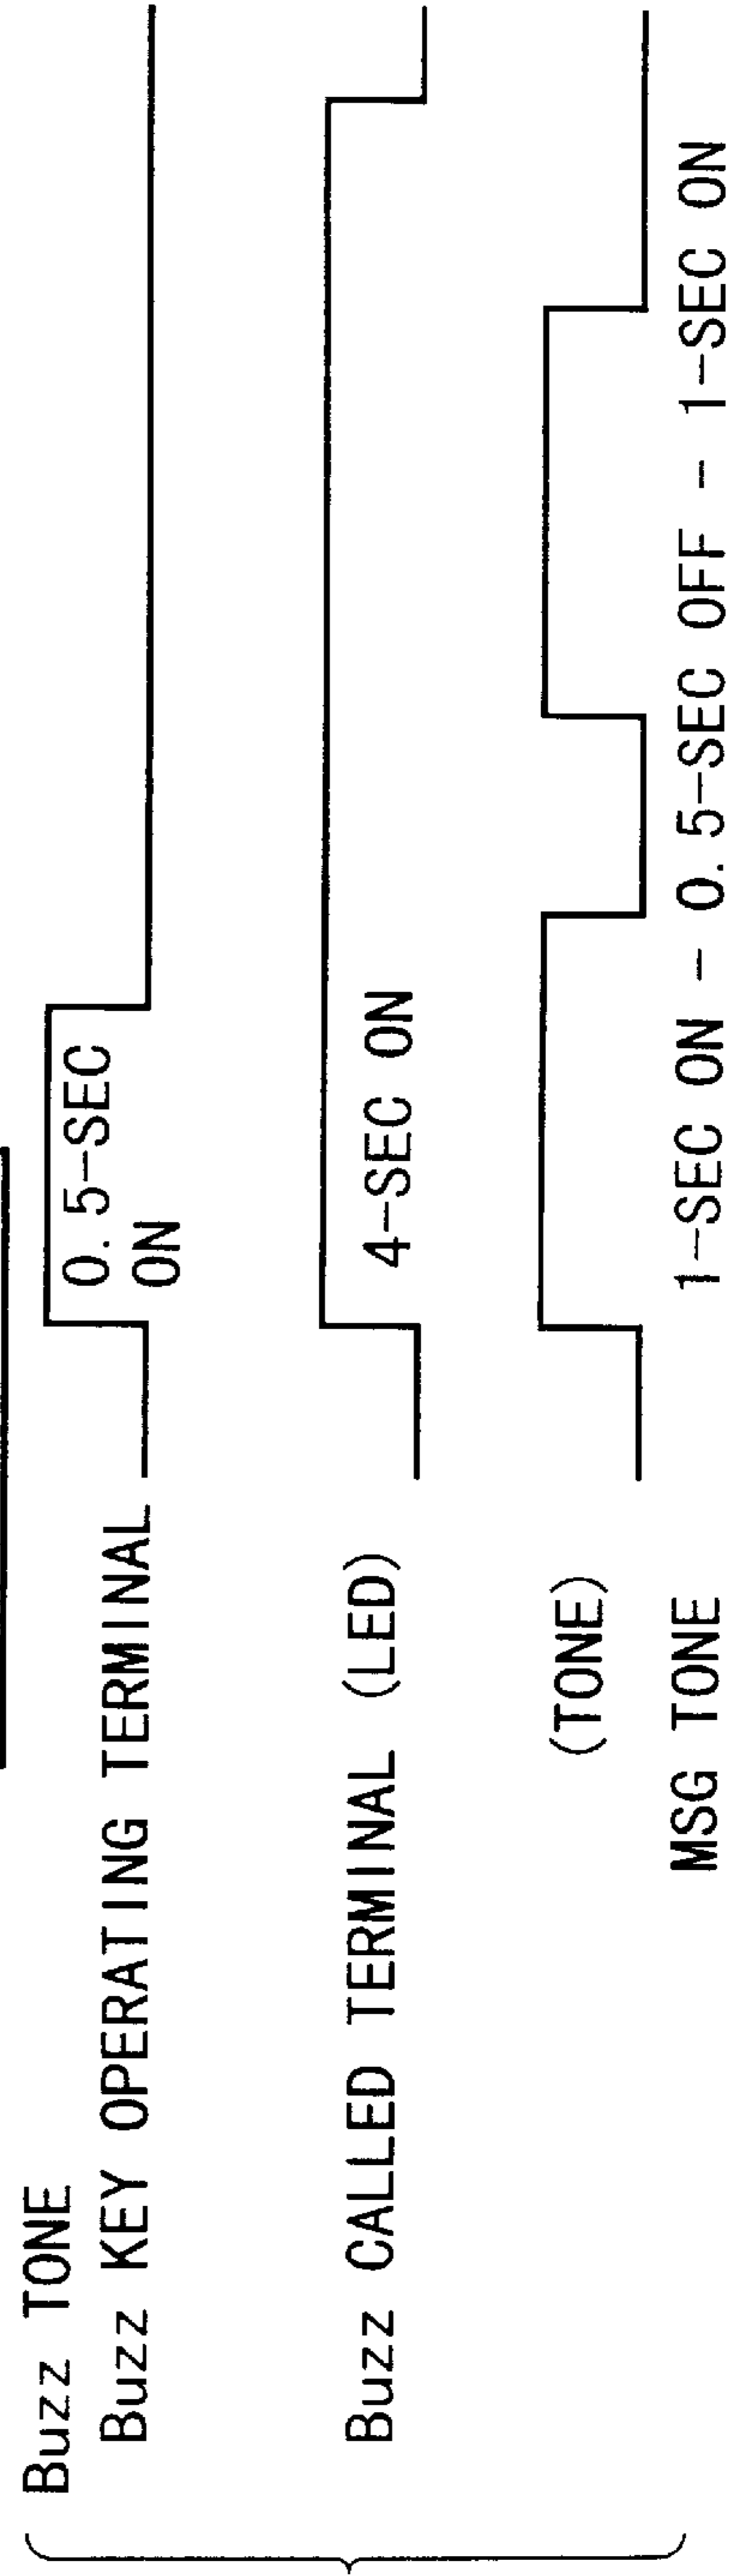 Buzz TONE
Buzz KEY OPERATING TERMINAL
0.5-SEC
ON
Buzz CALLED TERMINAL (LED)
4-SEC ON
(TONE)
MSG TONE
1-SEC ON - 0.5-SEC OFF - 1-SEC ON